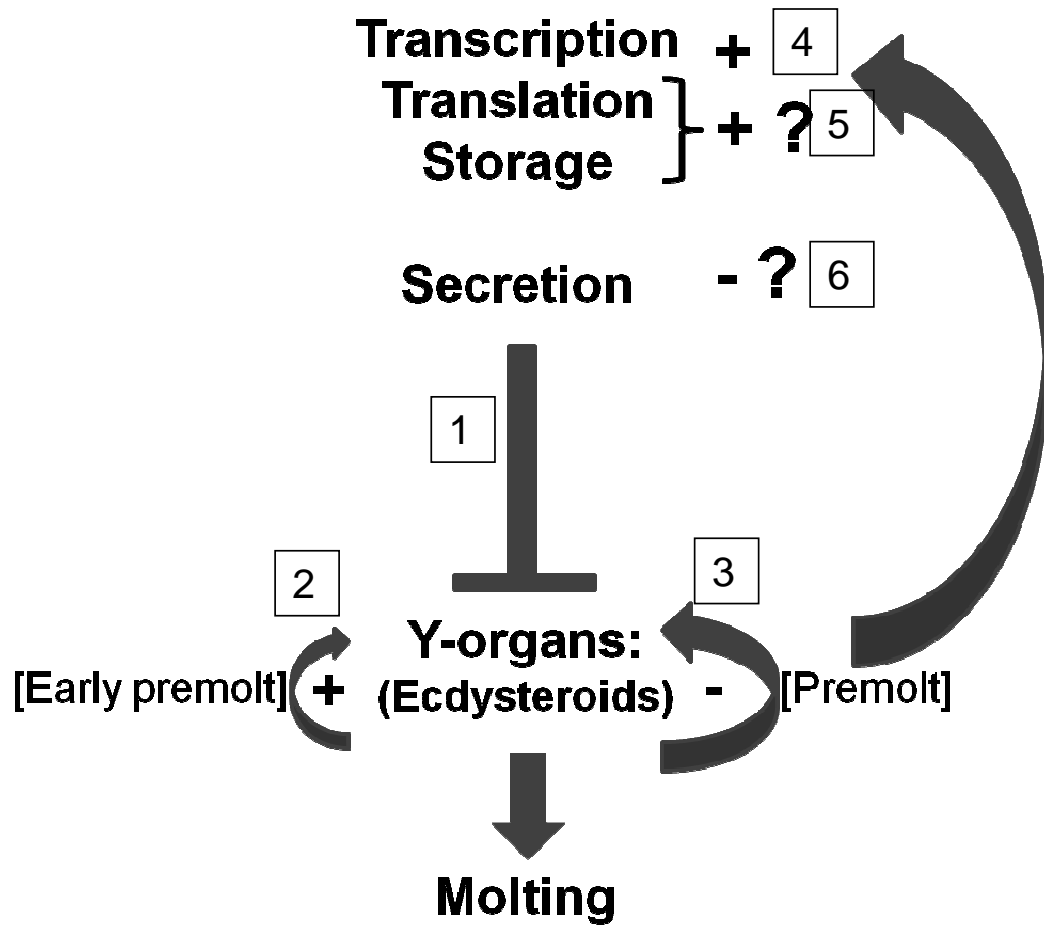 Transcription + 4
Translation
+ ? 5
Storage
Secretion - ? 6
1
2
3
Y-organs:
[Early premolt] + (Ecdysteroids) - [Premolt]
Molting